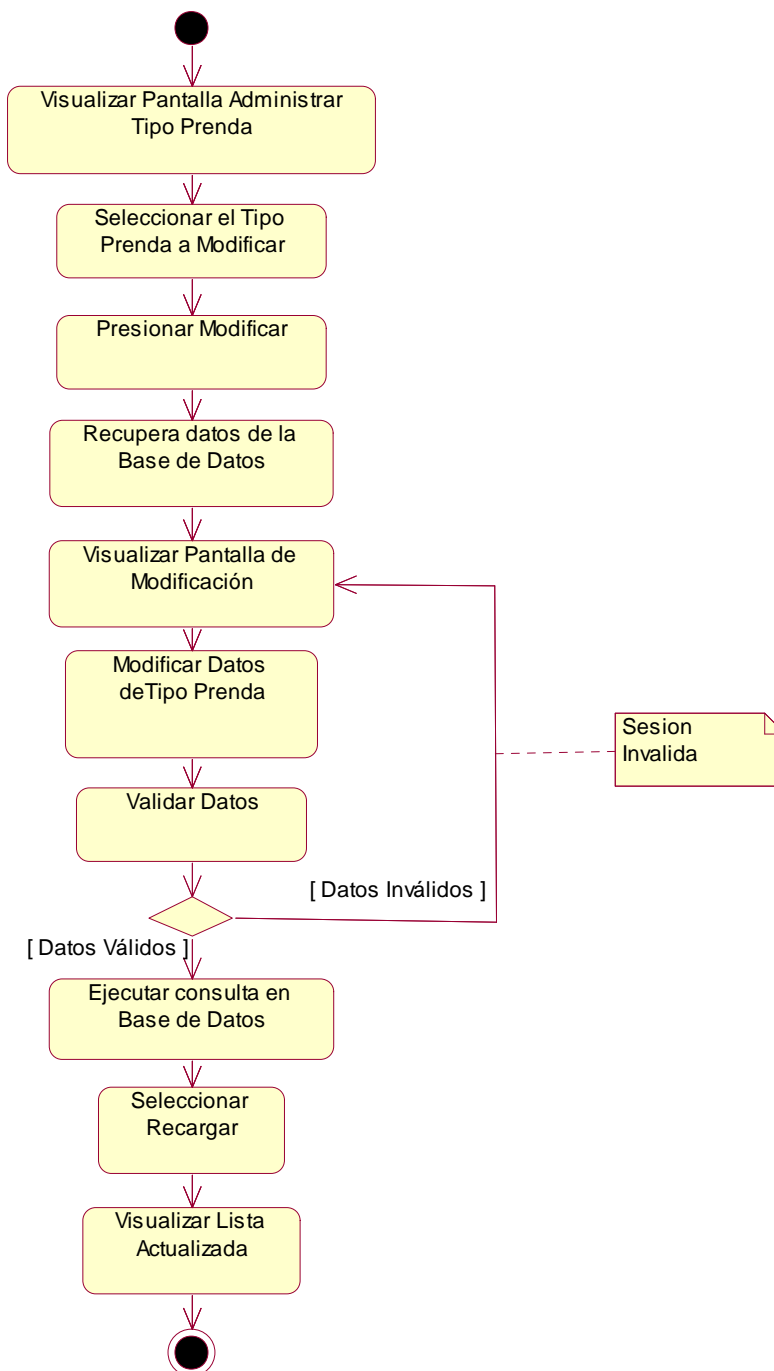 Visualizar Pantalla Administrar
Tipo Prenda
Seleccionar el Tipo
Prenda a Modificar
Presionar Modificar
Recupera datos de la
Base de Datos
Visualizar Pantalla de
Modificación
Modificar Datos
deTipo Prenda
Sesion
Invalida
Validar Datos
[ Datos Inválidos ]
[ Datos Válidos ]
Ejecutar consulta en
Base de Datos
Seleccionar
Recargar
Visualizar Lista
Actualizada